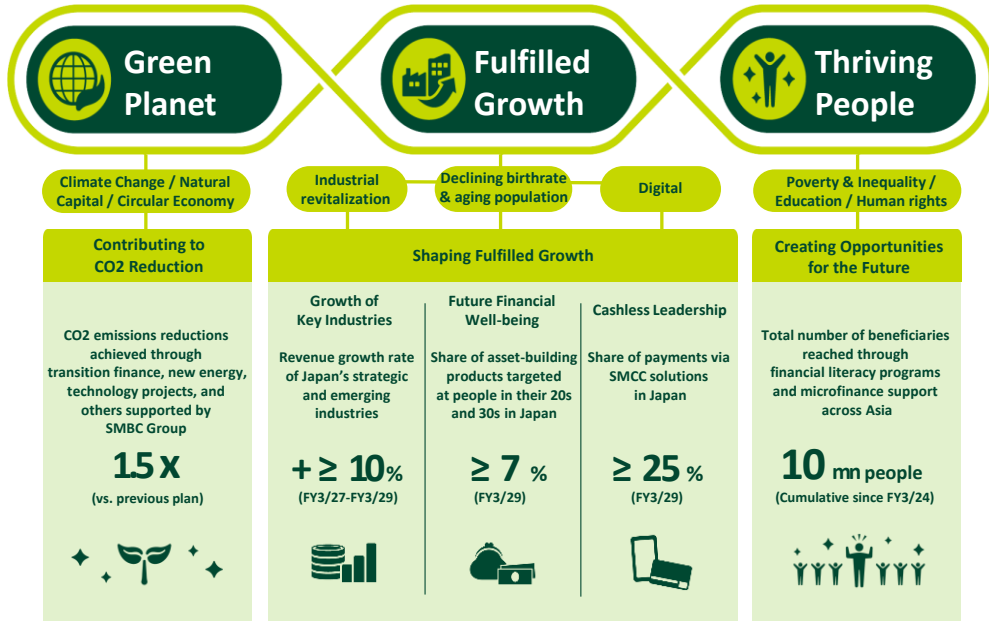 Green
Planet
Fulfilled
Growth
Thriving
People
Climate Change / Natural
Capital / Circular Economy
Industrial
revitalization
Declining birthrate
& aging population
Digital
Poverty & Inequality /
Education / Human rights
Contributing to
CO2 Reduction
CO2 emissions reductions
achieved through
transition finance, new energy,
technology projects, and
others supported by
SMBC Group
1.5 X
(vs. previous plan)
Shaping Fulfilled Growth
Growth of
Key Industries
Revenue growth rate
of Japan's strategic
and emerging
industries
+ ≥ 10%
(FY3/27-FY3/29)
Future Financial
Well-being
Share of asset-building
products targeted
at people in their 20s
and 30s in Japan
≥ 7 %
(FY3/29)
Cashless Leadership
Share of payments via
SMCC solutions
in Japan
≥ 25 %
(FY3/29)
Creating Opportunities
for the Future
Total number of beneficiaries
reached through
financial literacy programs
and microfinance support
across Asia
10 mn people
(Cumulative since FY3/24)